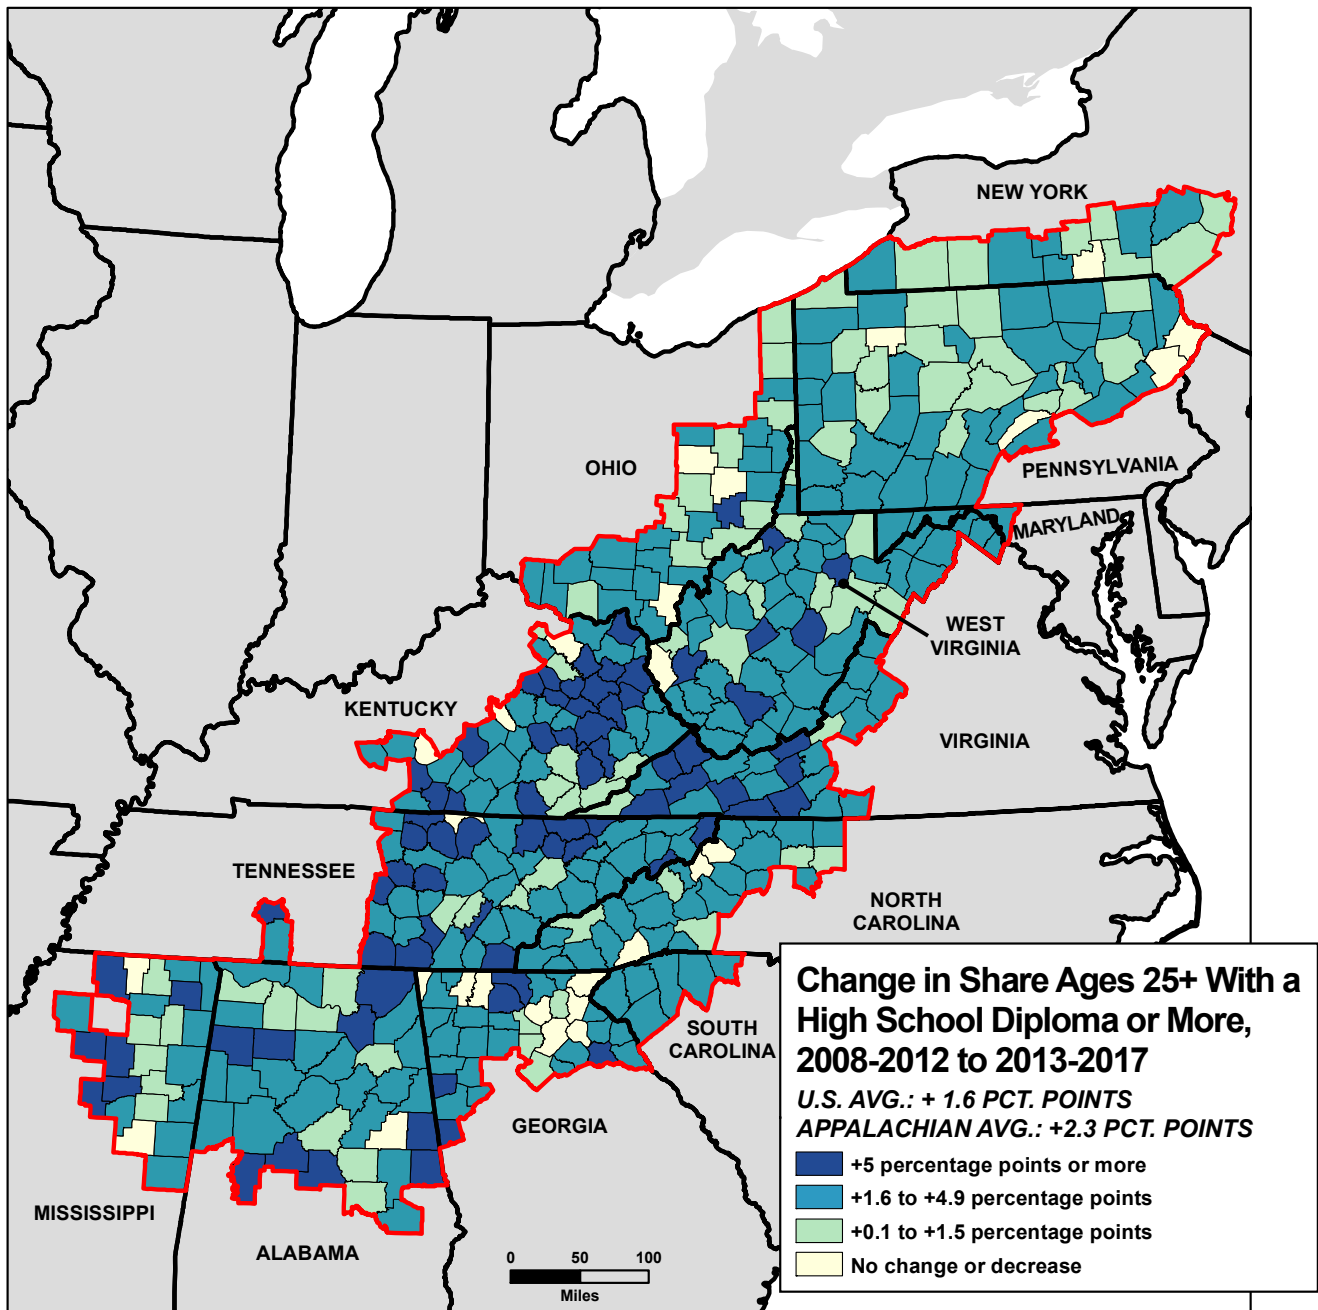 NEW YORK
OHIO
PENNSYLVANIA
MARYLAND
WEST
VIRGINIA
KENTUCKY
VIRGINIA
TENNESSEE
NORTH
CAROLINA
SOUTH
CAROLINA
GEORGIA
MISSISSIPPI
ALABAMA
0 50 100
Miles
Change in Share Ages 25+ With a
High School Diploma or More,
2008-2012 to 2013-2017
U.S. AVG.: + 1.6 PCT. POINTS
APPALACHIAN AVG.: +2.3 PCT. POINTS
+5 percentage points or more
+1.6 to +4.9 percentage points
+0.1 to +1.5 percentage points
No change or decrease